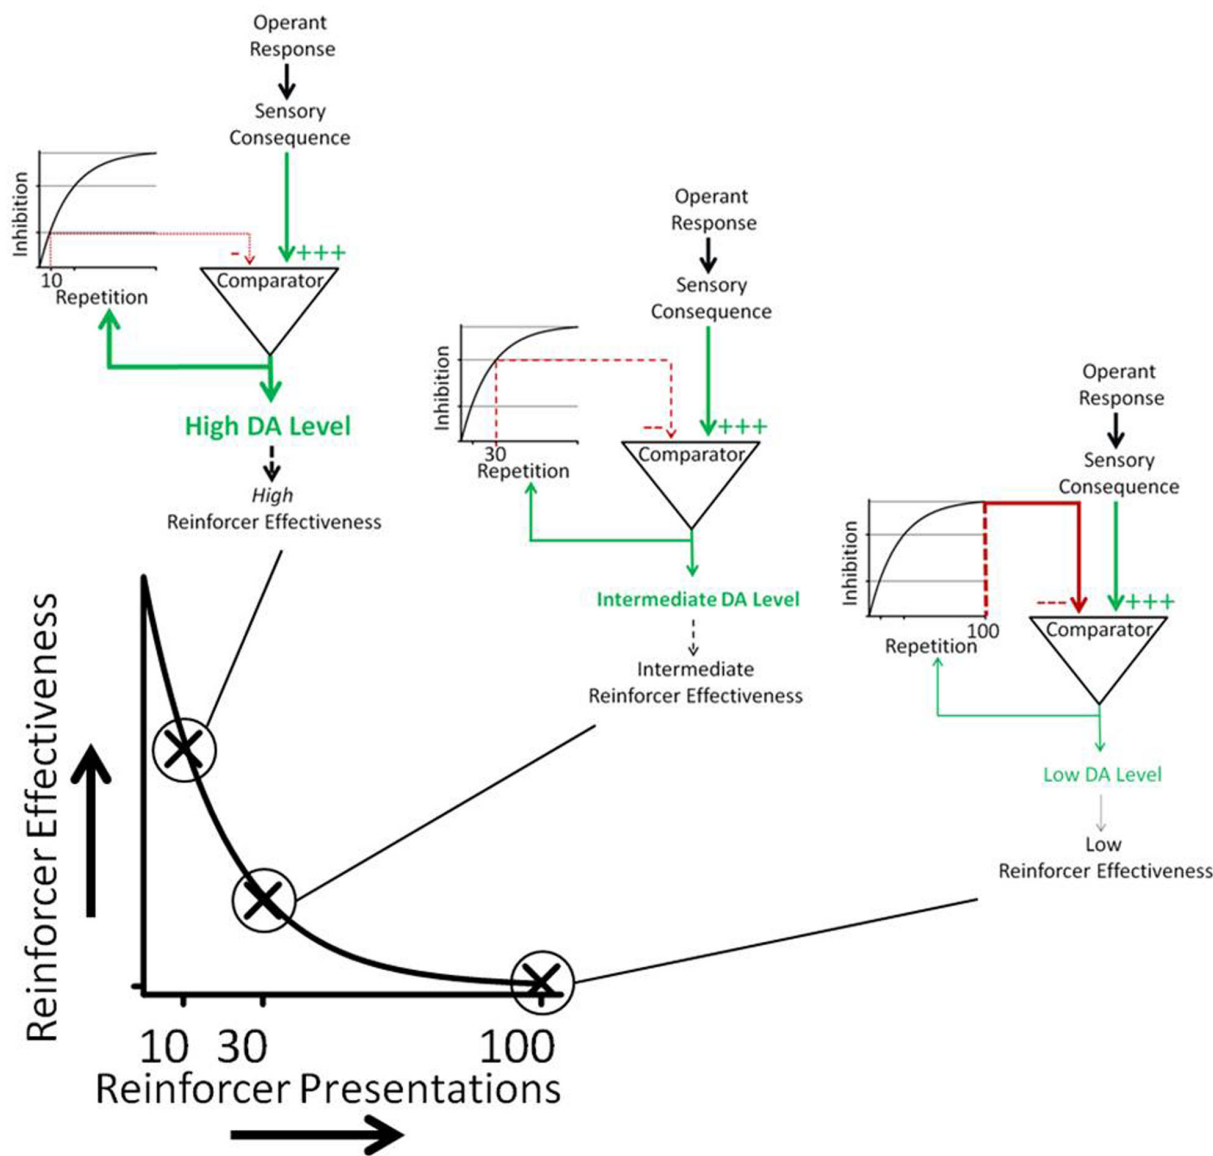 Operant
Response
Sensory
Consequence
Inhibition
10
Repetition
-
+++
Comparator
High DA Level
High
Reinforcer Effectiveness
Operant
Response
Sensory
Consequence
Inhibition
30
Repetition
--
+++
Comparator
Intermediate DA Level
Intermediate
Reinforcer Effectiveness
Operant
Response
Sensory
Consequence
Inhibition
100
Repetition
---
+++
Comparator
Low DA Level
Low
Reinforcer Effectiveness
Reinforcer Effectiveness
10 30 100
Reinforcer Presentations